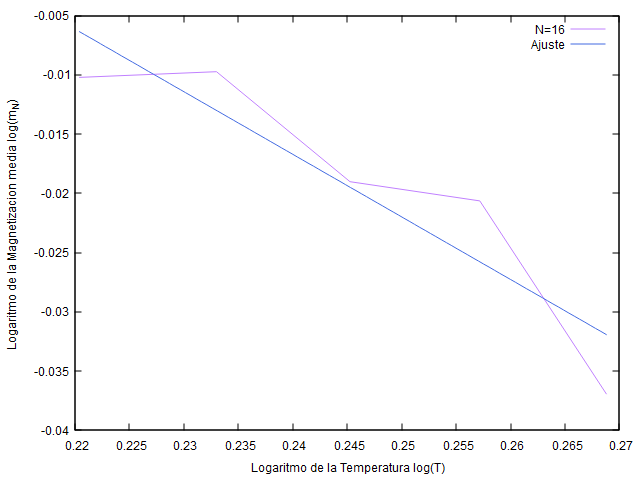 -0.005
-0.01
-0.015
-0.02
-0.025
-0.03
-0.035
-0.04
0.22 0.225 0.23 0.235 0.24 0.245 0.25 0.255 0.26 0.265 0.27
Logaritmo de la Magnetizacion media log(m_N)
Logaritmo de la Temperatura log(T)
N=16
Ajuste